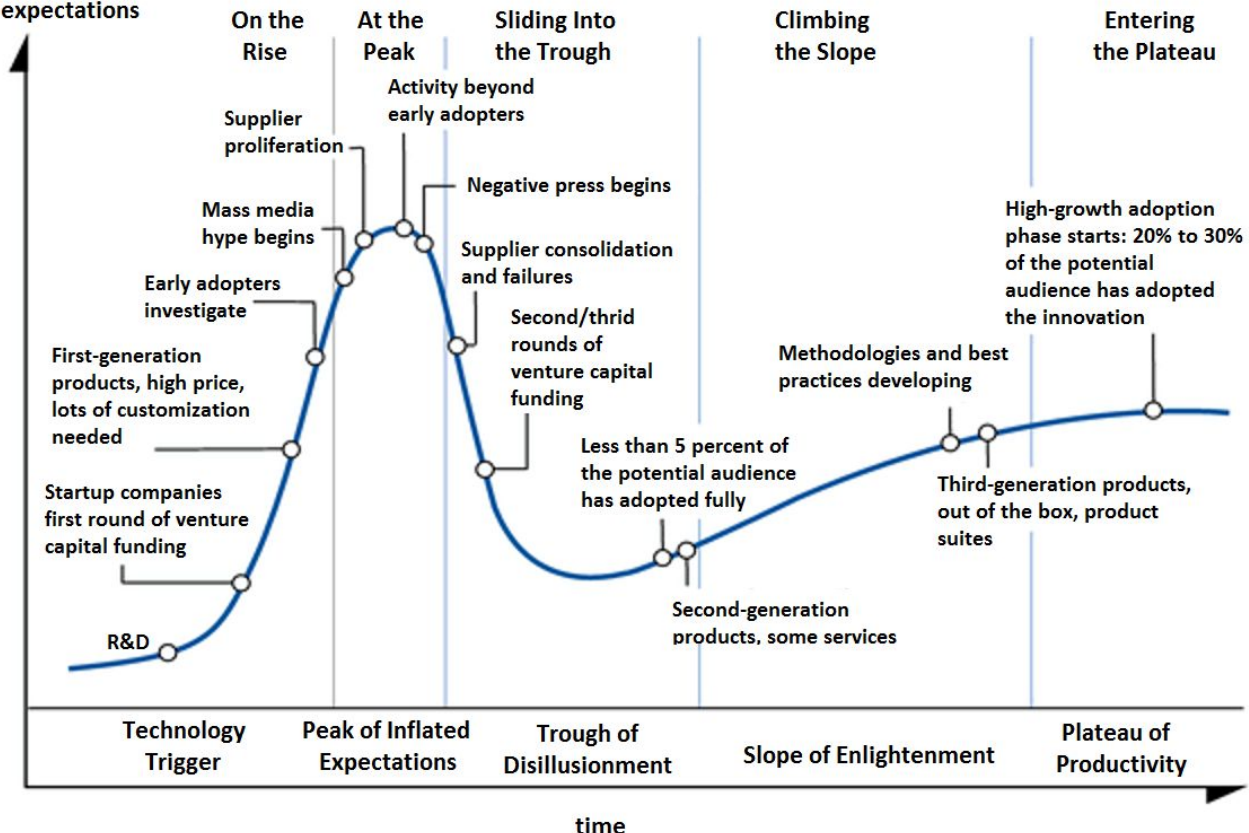 expectations
On the
Rise
At the
Peak
Sliding Into
the Trough
Climbing
the Slope
Entering
the Plateau
Activity beyond
early adopters
Supplier
proliferation
Negative press begins
Mass media
hype begins
Supplier consolidation
and failures
Early adopters
investigate
Second/thrid
rounds of
venture capital
funding
First-generation
products, high price,
lots of customization
needed
Startup companies
first round of venture
capital funding
R&D
Less than 5 percent of
the potential audience
has adopted fully
Second-generation
products, some services
Methodologies and best
practices developing
Third-generation products,
out of the box, product
suites
High-growth adoption
phase starts: 20% to 30%
of the potential
audience has adopted
the innovation
Technology
Trigger
Peak of Inflated
Expectations
Trough of
Disillusionment
Slope of Enlightenment
Plateau of
Productivity
time